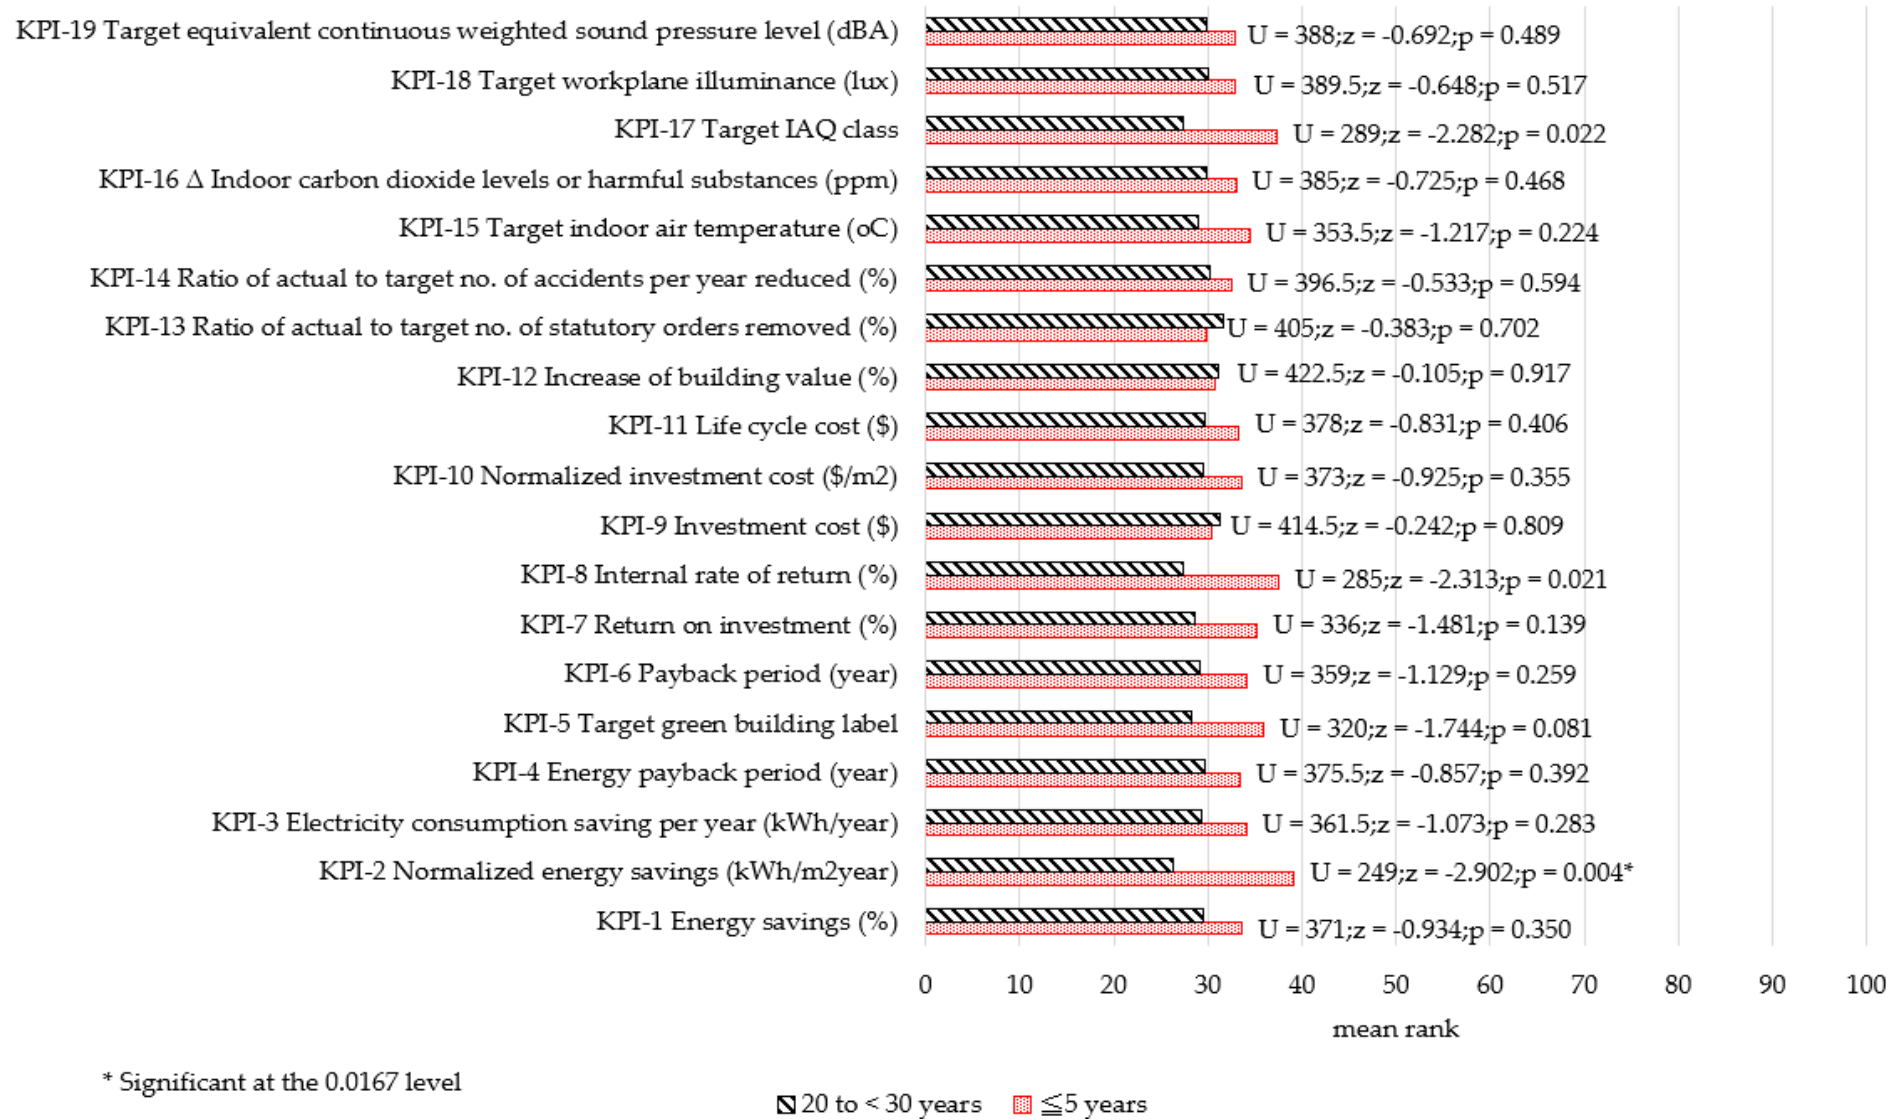 KPI-19 Target equivalent continuous weighted sound pressure level (dBA) U = 388;z = -0.692;p = 0.489
KPI-18 Target workplane illuminance (lux) U = 389.5;z = -0.648;p = 0.517
KPI-17 Target IAQ class U = 289;z = -2.282;p = 0.022
KPI-16 Δ Indoor carbon dioxide levels or harmful substances (ppm) U = 385;z = -0.725;p = 0.468
KPI-15 Target indoor air temperature (oC) U = 353.5;z = -1.217;p = 0.224
KPI-14 Ratio of actual to target no. of accidents per year reduced (%) U = 396.5;z = -0.533;p = 0.594
KPI-13 Ratio of actual to target no. of statutory orders removed (%) U = 405;z = -0.383;p = 0.702
KPI-12 Increase of building value (%) U = 422.5;z = -0.105;p = 0.917
KPI-11 Life cycle cost ($) U = 378;z = -0.831;p = 0.406
KPI-10 Normalized investment cost ($/m2) U = 373;z = -0.925;p = 0.355
KPI-9 Investment cost ($) U = 414.5;z = -0.242;p = 0.809
KPI-8 Internal rate of return (%) U = 285;z = -2.313;p = 0.021
KPI-7 Return on investment (%) U = 336;z = -1.481;p = 0.139
KPI-6 Payback period (year) U = 359;z = -1.129;p = 0.259
KPI-5 Target green building label U = 320;z = -1.744;p = 0.081
KPI-4 Energy payback period (year) U = 375.5;z = -0.857;p = 0.392
KPI-3 Electricity consumption saving per year (kWh/year) U = 361.5;z = -1.073;p = 0.283
KPI-2 Normalized energy savings (kWh/m2year) U = 249;z = -2.902;p = 0.004*
KPI-1 Energy savings (%) U = 371;z = -0.934;p = 0.350
0 10 20 30 40 50 60 70 80 90 100
mean rank
* Significant at the 0.0167 level
20 to < 30 years ≦5 years